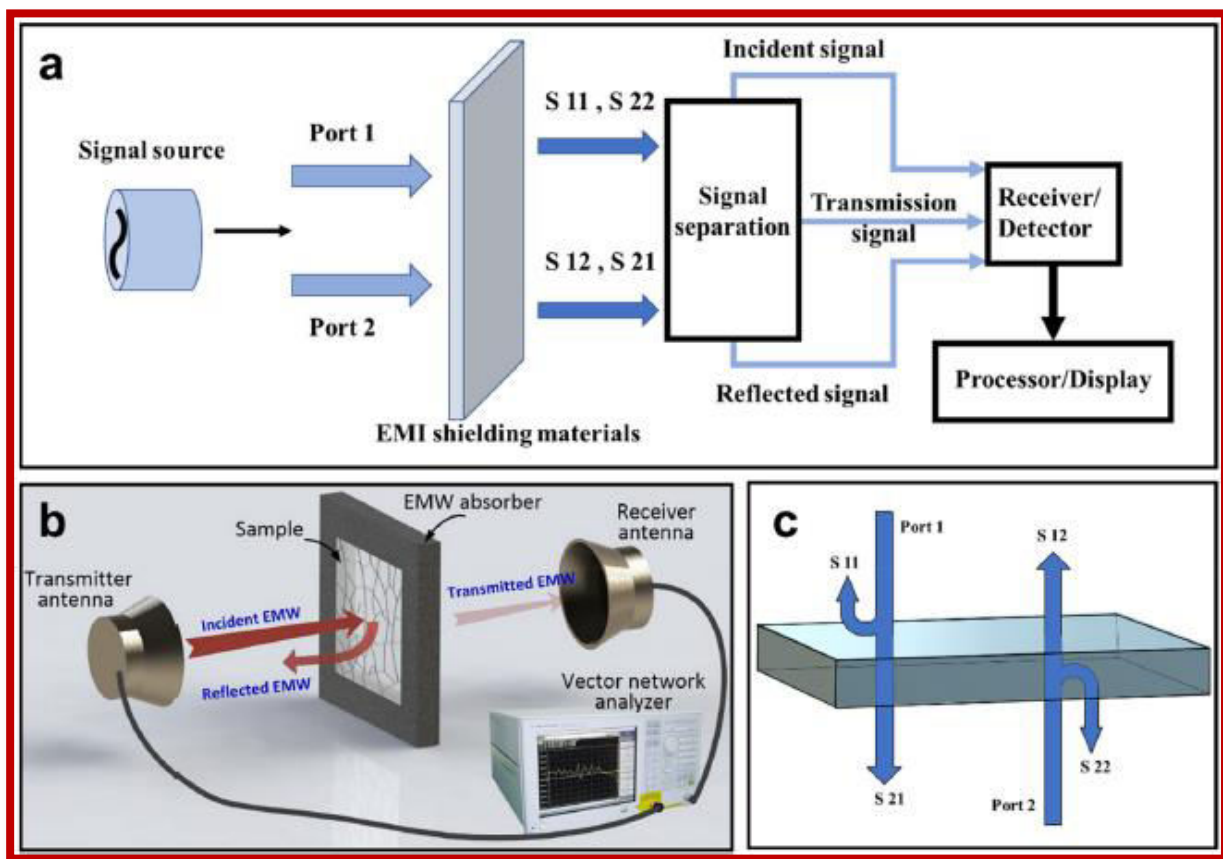 a
Incident signal
S 11 , S 22
Port 1
Signal source
Signal
separation
Transmission
signal
Receiver/
Detector
S 12 , S 21
Port 2
Reflected signal
Processor/Display
EMI shielding materials
b
EMW absorber
Sample
Receiver
antenna
Transmitter
antenna
Transmitted EMW
Incident EMW
Reflected EMW
Vector network
analyzer
c
Port 1
S 12
S 11
S 22
S 21
Port 2